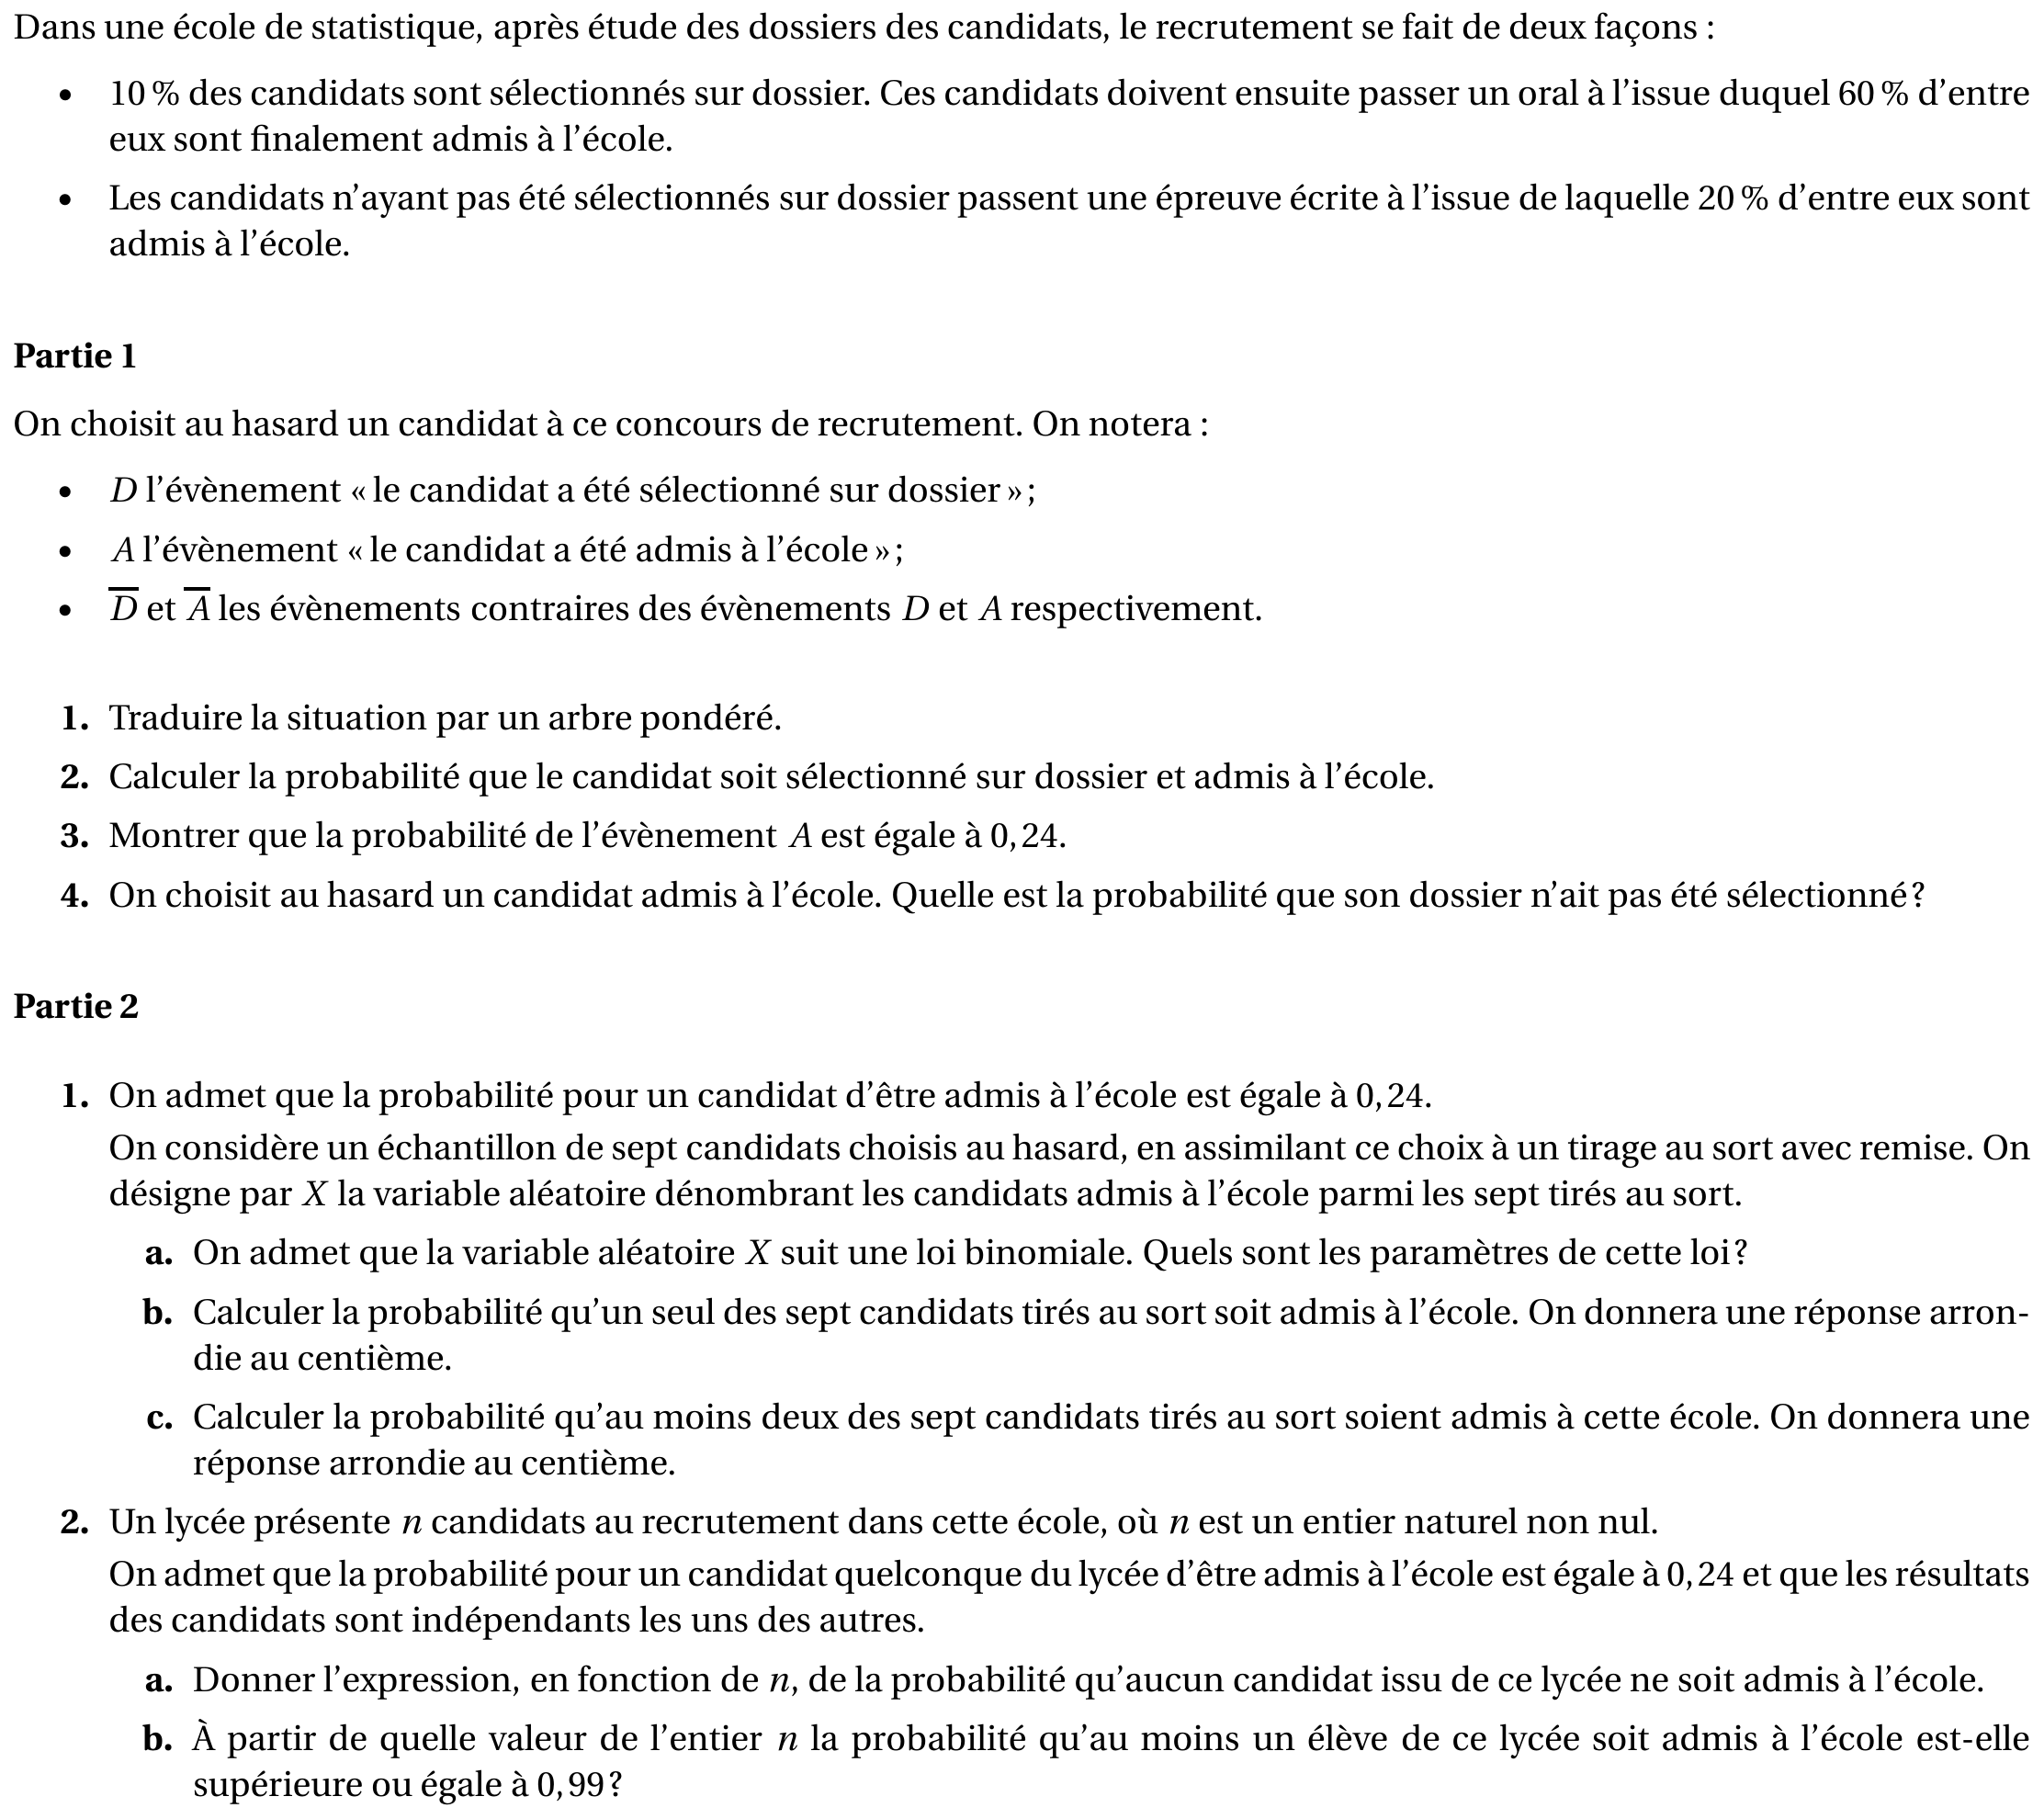 Dans une école de statistique, après étude des dossiers des candidats, le recrutement se fait de deux façons :
• 10 % des candidats sont sélectionnés sur dossier. Ces candidats doivent ensuite passer un oral à l’issue duquel 60 % d’entre
eux sont finalement admis à l’école.
• Les candidats n’ayant pas été sélectionnés sur dossier passent une épreuve écrite à l’issue de laquelle 20 % d’entre eux sont
admis à l’école.
Partie 1
On choisit au hasard un candidat à ce concours de recrutement. On notera :
• D l’évènement « le candidat a été sélectionné sur dossier » ;
• A l’évènement « le candidat a été admis à l’école » ;
• D̅ et A̅ les évènements contraires des évènements D et A respectivement.
1. Traduire la situation par un arbre pondéré.
2. Calculer la probabilité que le candidat soit sélectionné sur dossier et admis à l’école.
3. Montrer que la probabilité de l’évènement A est égale à 0,24.
4. On choisit au hasard un candidat admis à l’école. Quelle est la probabilité que son dossier n’ait pas été sélectionné ?
Partie 2
1. On admet que la probabilité pour un candidat d’être admis à l’école est égale à 0,24.
On considère un échantillon de sept candidats choisis au hasard, en assimilant ce choix à un tirage au sort avec remise. On
désigne par X la variable aléatoire dénombrant les candidats admis à l’école parmi les sept tirés au sort.
a. On admet que la variable aléatoire X suit une loi binomiale. Quels sont les paramètres de cette loi ?
b. Calculer la probabilité qu’un seul des sept candidats tirés au sort soit admis à l’école. On donnera une réponse arron-
die au centième.
c. Calculer la probabilité qu’au moins deux des sept candidats tirés au sort soient admis à cette école. On donnera une
réponse arrondie au centième.
2. Un lycée présente n candidats au recrutement dans cette école, où n est un entier naturel non nul.
On admet que la probabilité pour un candidat quelconque du lycée d’être admis à l’école est égale à 0,24 et que les résultats
des candidats sont indépendants les uns des autres.
a. Donner l’expression, en fonction de n, de la probabilité qu’aucun candidat issu de ce lycée ne soit admis à l’école.
b. À partir de quelle valeur de l’entier n la probabilité qu’au moins un élève de ce lycée soit admis à l’école est-elle
supérieure ou égale à 0,99 ?